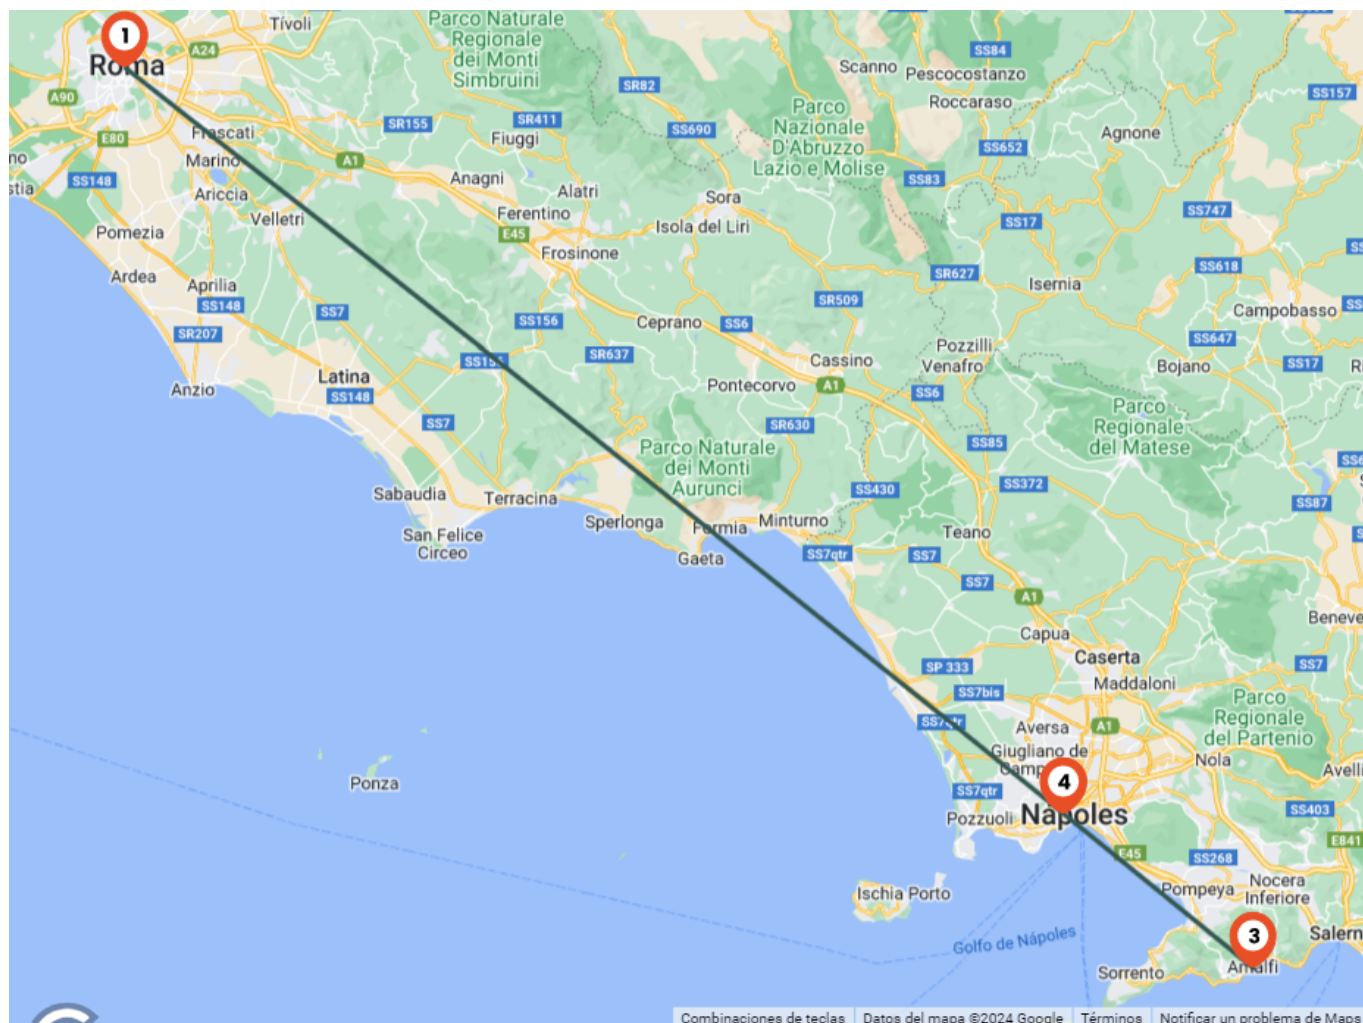 Parco Naturale
Regionale
dei Monti
Simbruini
Tívoli
1
Roma
A24
A90
E80
SS148
Frascati
Marino
Ariccia
Velletri
Pomezia
Ardea
Aprilia
SS148
SR207
Anzio
SS7
Latina
SS148
SS7
A1
SR155
SR411
Fiuggi
Anagni
Alatri
Ferentino
E45
Frosinone
SS156
SR637
Ceprano
SS6
SR82
SS690
Sora
Isola del Liri
SR509
Cassino
Pontecorvo
A1
SR630
Scanno
Pescocostanzo
Roccaraso
SS84
Parco
Nazionale
D'Abruzzo
Lazio e Molise
SS652
SS83
SS17
SR627
Isernia
Agnone
SS157
SS747
SS618
Campobasso
SS647
SS17
Bojano
Pozzilli
Venafro
SS6
SS85
Parco
Regionale
del Matese
SS372
SS87
Parco Naturale
dei Monti
Aurunci
SS430
Sabaudia
Terracina
San Felice
Circeo
Sperlonga
Formia
Minturno
Gaeta
SS7qtr
SS7
Teano
SS7
A1
Capua
Caserta
Maddaloni
SP 333
SS7bis
SS7qtr
Aversa
A1
Giugliano de
SS7qtr
4
Nápoles
Pozzuoli
Nola
Parco
Regionale
del Partenio
SS7
Beneve
Avelli
SS403
E841
E45
SS268
Pompeya
Nocera
Inferiore
3
Amalfi
Salern
Sorrento
Ponza
Ischia Porto
Golfo de Nápoles
Combinaciones de teclas
Datos del mapa ©2024 Google
Términos
Notificar un problema de Maps